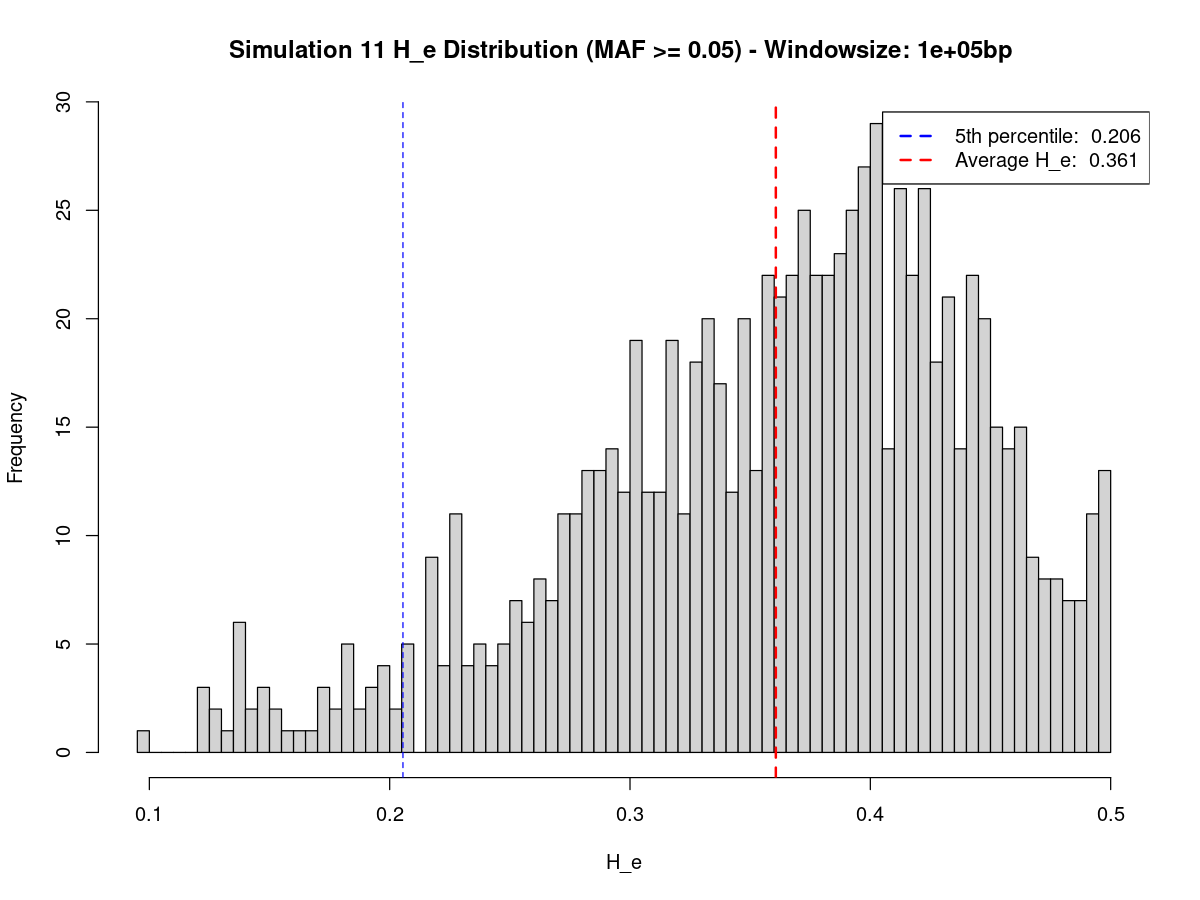 Simulation 11 H_e Distribution (MAF >= 0.05) - Windowsize: 1e+05bp
30
25
20
15
10
5
0
Frequency
5th percentile: 0.206
Average H_e: 0.361
0.1 0.2 0.3 0.4 0.5
H_e